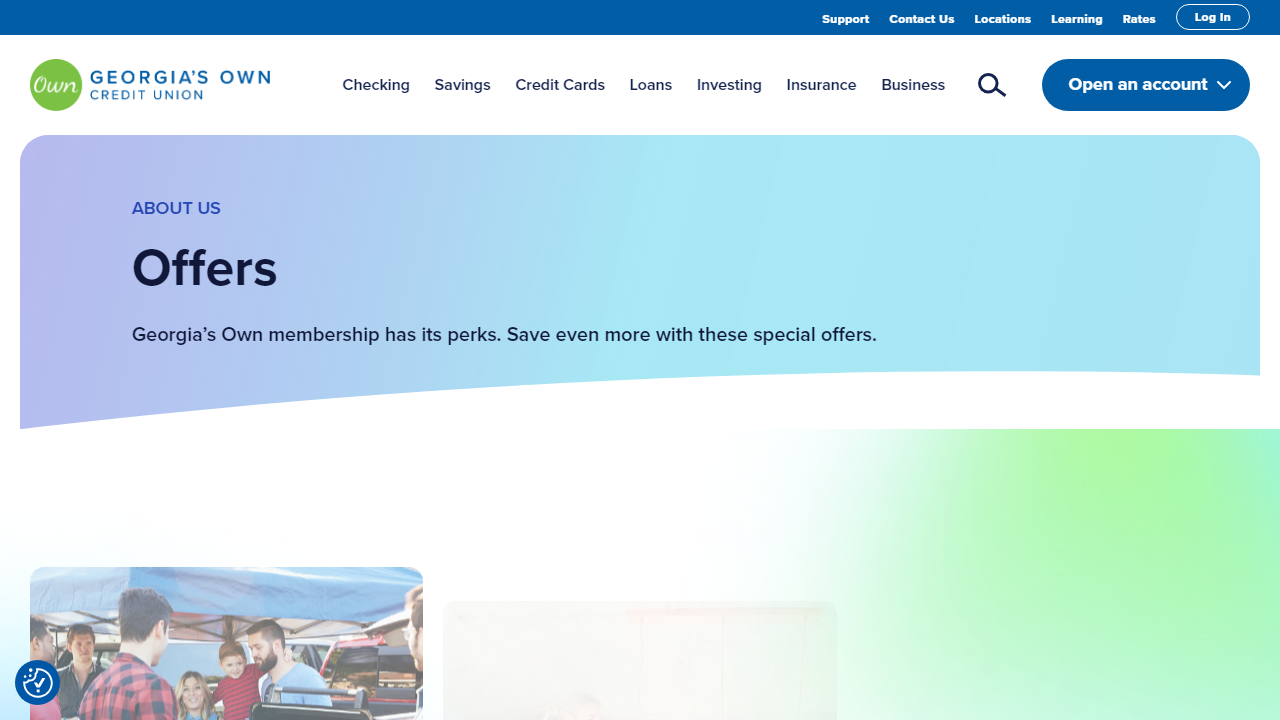 Support Contact Us Locations Learning Rates Log In
Own GEORGIA'S OWN
CREDIT UNION
Checking Savings Credit Cards Loans Investing Insurance Business Open an account
ABOUT US
Offers
Georgia’s Own membership has its perks. Save even more with these special offers.